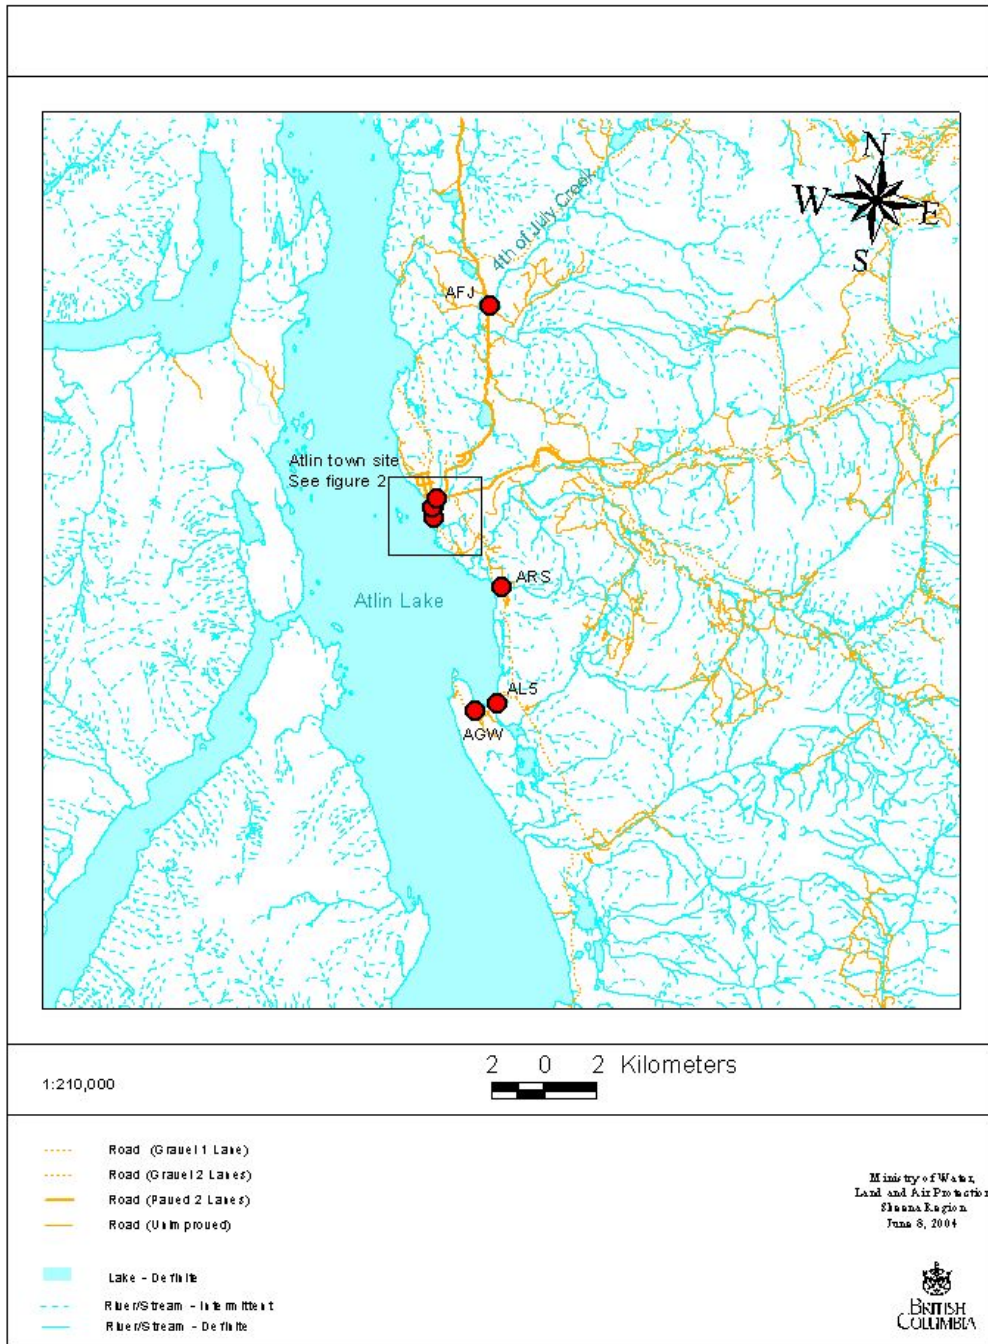 N
W
E
S
4th of July Creek
AFJ
Atlin town site
See figure 2
ARS
Atlin Lake
AL5
AGW
1:210,000
2 0 2 Kilometers
Road (Gravel 1 Lane)
Road (Gravel 2 Lanes)
Road (Paved 2 Lanes)
Road (Unimproved)
Lake - Definite
River/Stream - Intermittent
River/Stream - Definite
Ministry of Water,
Land and Air Protection
Skeena Region
June 8, 2004
BRITISH
COLUMBIA